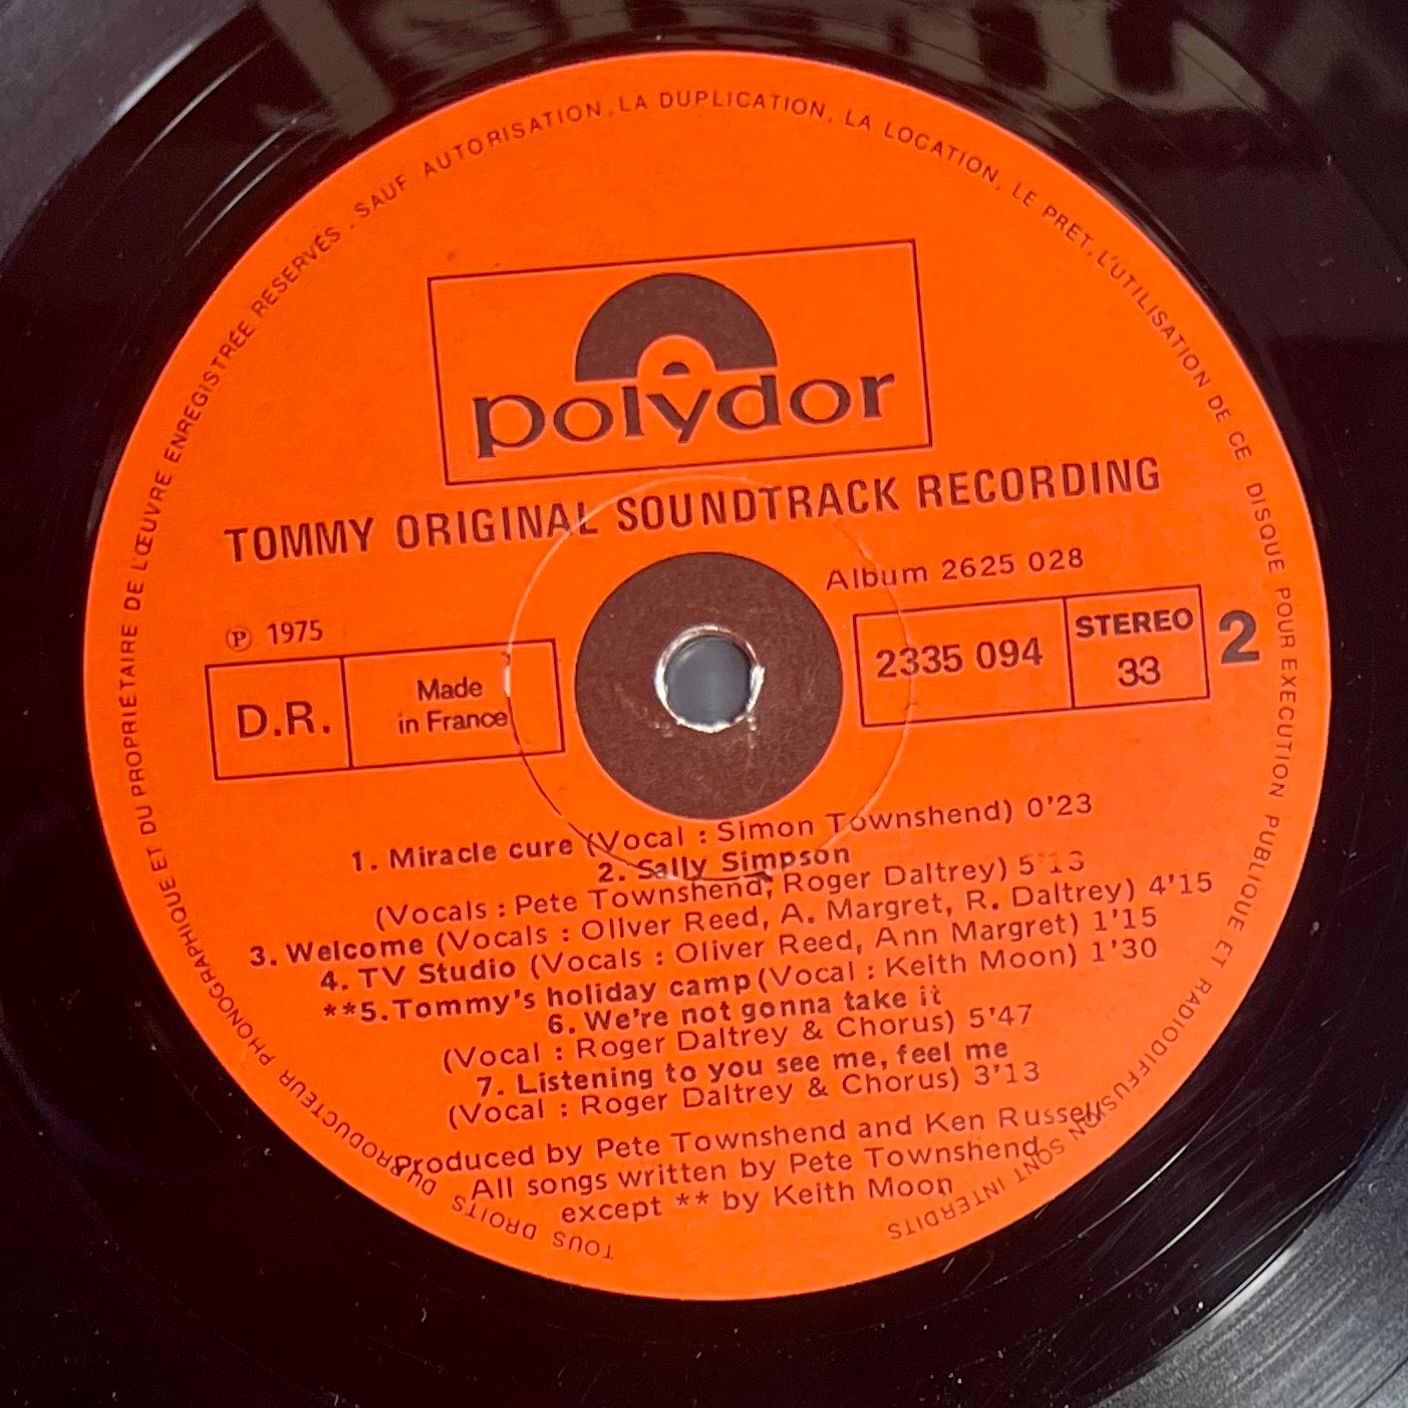 TOUS DROITS DU PRODUCTEUR PHONOGRAPHIQUE ET DU PROPRIÉTAIRE DE L'ŒUVRE ENREGISTRÉE RESERVÉS . SAUF AUTORISATION, LA DUPLICATION, LA LOCATION, LE PRET, L'UTILISATION DE CE DISQUE POUR EXECUTION PUBLIQUE ET RADIODIFFUSION SONT INTERDITS
polydor
TOMMY ORIGINAL SOUNDTRACK RECORDING
Album 2625 028
Ⓟ 1975
D.R.
Made
in France
2335 094
STEREO
33
2
1. Miracle cure (Vocal : Simon Townshend) 0'23
2. Sally Simpson
(Vocals : Pete Townshend, Roger Daltrey) 5'13
3. Welcome (Vocals : Oliver Reed, A. Margret, R. Daltrey) 4'15
4. TV Studio (Vocals : Oliver Reed, Ann Margret) 1'15
**5. Tommy's holiday camp (Vocal : Keith Moon) 1'30
6. We're not gonna take it
(Vocal : Roger Daltrey & Chorus) 5'47
7. Listening to you see me, feel me
(Vocal : Roger Daltrey & Chorus) 3'13
Produced by Pete Townshend and Ken Russell
All songs written by Pete Townshend
except ** by Keith Moon